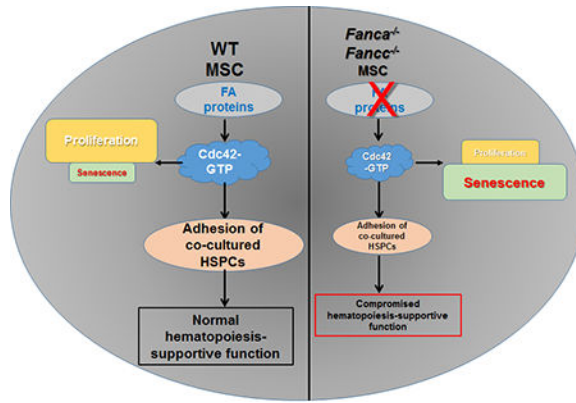 WT
MSC
FA
proteins
Proliferation
Senescence
Cdc42-
GTP
Adhesion of
co-cultured
HSPCs
Normal
hematopoiesis-
supportive function
Fanca-/-
Fancc-/-
MSC
FA
proteins
Cdc42
-GTP
Proliferation
Senescence
Adhesion of
co-cultured
HSPCs
Compromised
hematopoiesis-supportive
function